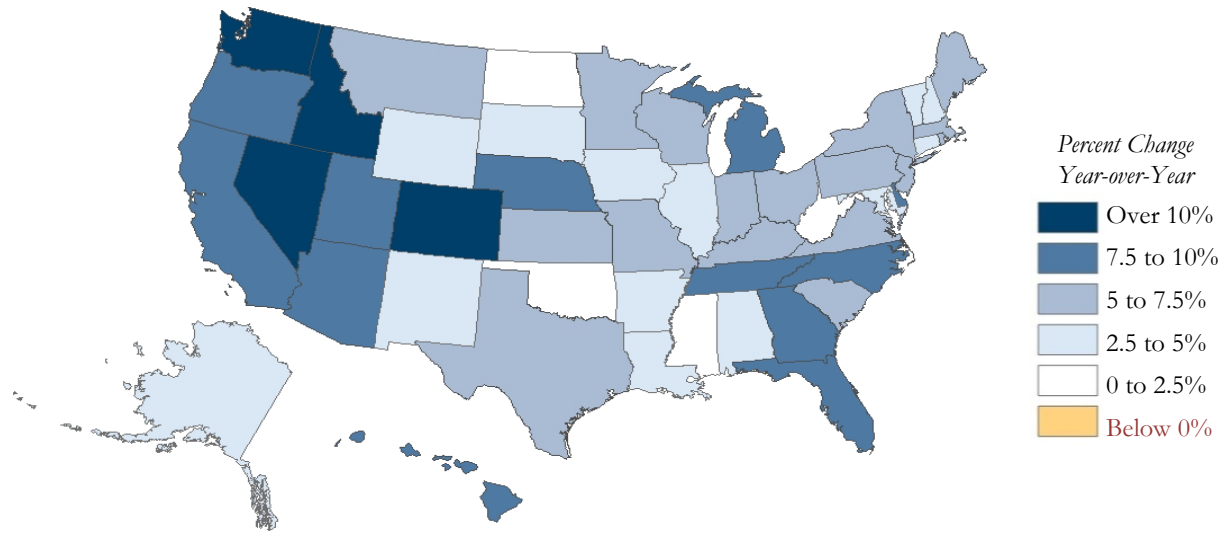 Percent Change
Year-over-Year
Over 10%
7.5 to 10%
5 to 7.5%
2.5 to 5%
0 to 2.5%
Below 0%